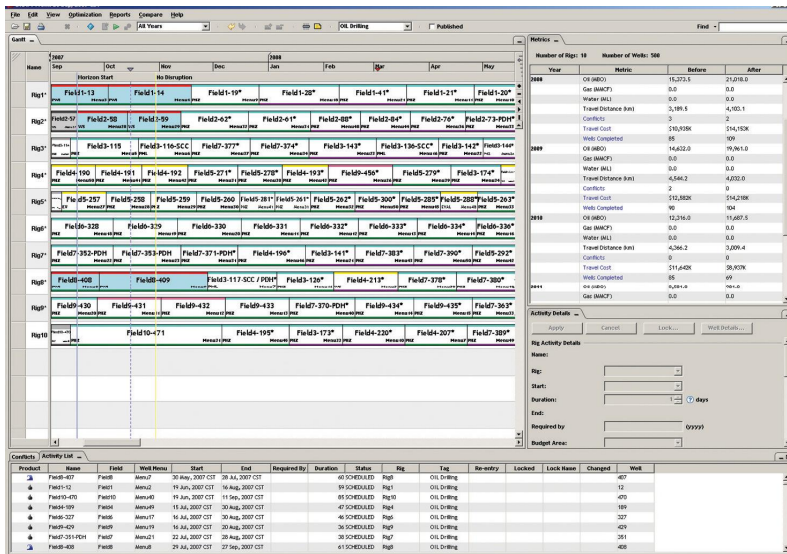 File Edit View Optimization Reports Compare Help
All Years OIL Drilling Published Find
Gantt
Metrics
Number of Rigs: 10 Number of Wells: 500
Year Metric Before After
2008 Oil (MBO) 15,373.5 21,018.0
Gas (MMCF) 0.0 0.0
Water (ML) 0.0 0.0
Travel Distance (km) 3,189.5 4,103.1
Conflicts 3 2
Travel Cost $10,935K $14,153K
Wells Completed 85 109
2009 Oil (MBO) 14,632.0 19,961.0
Gas (MMCF) 0.0 0.0
Water (ML) 0.0 0.0
Travel Distance (km) 4,544.2 4,032.0
Conflicts 2 0
Travel Cost $12,582K $14,218K
Wells Completed 90 104
2010 Oil (MBO) 12,316.0 11,687.5
Gas (MMCF) 0.0 0.0
Water (ML) 0.0 0.0
Travel Distance (km) 4,366.2 3,009.4
Conflicts 0 0
Travel Cost $11,642K $8,937K
Wells Completed 85 69
Gas (MMCF) 0.0 0.0
2007 2008
Name Sep Oct Nov Dec Jan Feb Mar Apr May
Horizon Start No Disruption
Rig1* Field1-13 Field1-14 Field1-19* Field1-28* Field1-41* Field1-21* Field1-20*
Rig2* Field2-57 Field2-58 Field3-59 Field2-62* Field2-61* Field2-88* Field2-84* Field2-76* Field2-73-PDH*
Rig3* Field3-115 Field3-116-SCC Field7-377* Field7-374* Field3-143* Field3-136-SCC* Field3-142* Field3-144*
Rig4* Field4-190 Field4-191 Field4-192 Field5-271* Field5-278* Field4-193* Field9-456* Field5-279 Field3-174*
Rig5* Field5-257 Field5-258 Field5-259 Field5-260 Field5-281* Field5-261* Field5-262* Field5-300* Field5-285* Field5-288* Field5-263*
Rig6* Field6-328 Field6-329 Field6-330 Field6-331 Field6-332* Field6-333* Field6-334* Field6-336*
Rig7* Field7-352-PDH Field7-353-PDH Field7-371-PDH* Field4-196* Field3-141* Field7-383* Field7-390* Field5-292*
Rig8* Field8-408 Field8-409 Field3-117-SCC / PDH* Field3-126* Field4-213* Field7-378* Field7-380*
Rig9* Field9-430 Field9-431 Field9-432 Field9-433 Field7-370-PDH* Field9-434* Field9-435* Field7-363*
Rig10 Field10-471 Field4-195* Field3-173* Field4-220* Field4-207 Field7-389*
Activity Details
Apply Cancel Lock... Well Details...
Rig Activity Details
Name:
Rig:
Start:
Duration: 1 days
End:
Required by (yyyy)
Budget Area:
Conflicts Activity List
Product Name Field Well Menu Start End Required By Duration Status Rig Tag Re-entry Locked Lock Name Changed Well
Field8-407 Field8 Menu7 30 May, 2007 CST 28 Jul, 2007 CST 60 SCHEDULED Rig8 OIL Drilling 407
Field1-12 Field1 Menu2 19 Jun, 2007 CST 16 Aug, 2007 CST 59 SCHEDULED Rig1 OIL Drilling 12
Field10-470 Field10 Menu40 19 Jun, 2007 CST 11 Sep, 2007 CST 85 SCHEDULED Rig10 OIL Drilling 470
Field4-189 Field4 Menu49 15 Jul, 2007 CST 30 Aug, 2007 CST 47 SCHEDULED Rig4 OIL Drilling 189
Field6-327 Field6 Menu17 16 Jul, 2007 CST 30 Aug, 2007 CST 46 SCHEDULED Rig6 OIL Drilling 327
Field9-429 Field9 Menu19 16 Jul, 2007 CST 20 Aug, 2007 CST 36 SCHEDULED Rig9 OIL Drilling 429
Field7-351-PDH Field7 Menu21 22 Jul, 2007 CST 28 Aug, 2007 CST 38 SCHEDULED Rig7 OIL Drilling 351
Field8-408 Field8 Menu8 29 Jul, 2007 CST 27 Sep, 2007 CST 61 SCHEDULED Rig8 OIL Drilling 408